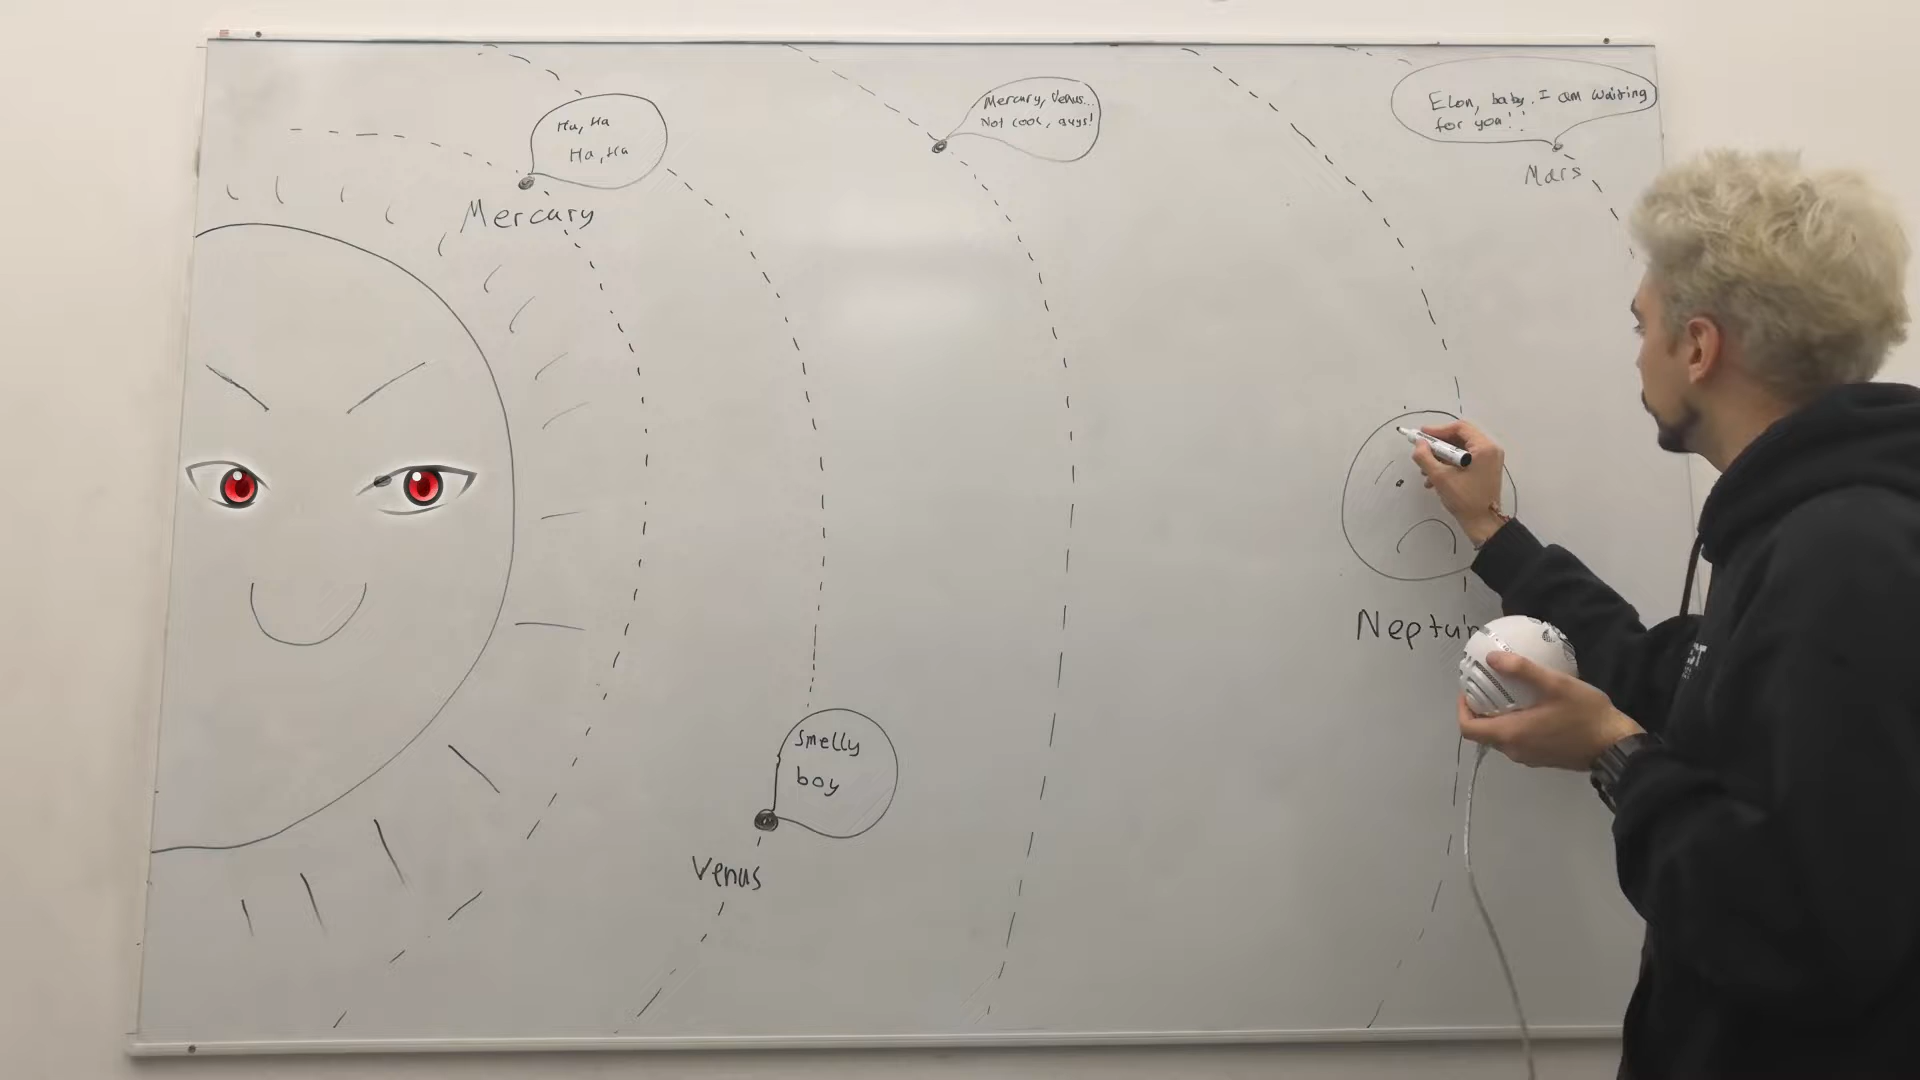 Ha, Ha
Ha, Ha
Mercury
Mercury, Venus...
Not cool, guys!
Elon, baby. I am waiting
for you!!
Mars
Neptun
smelly
boy
Venus